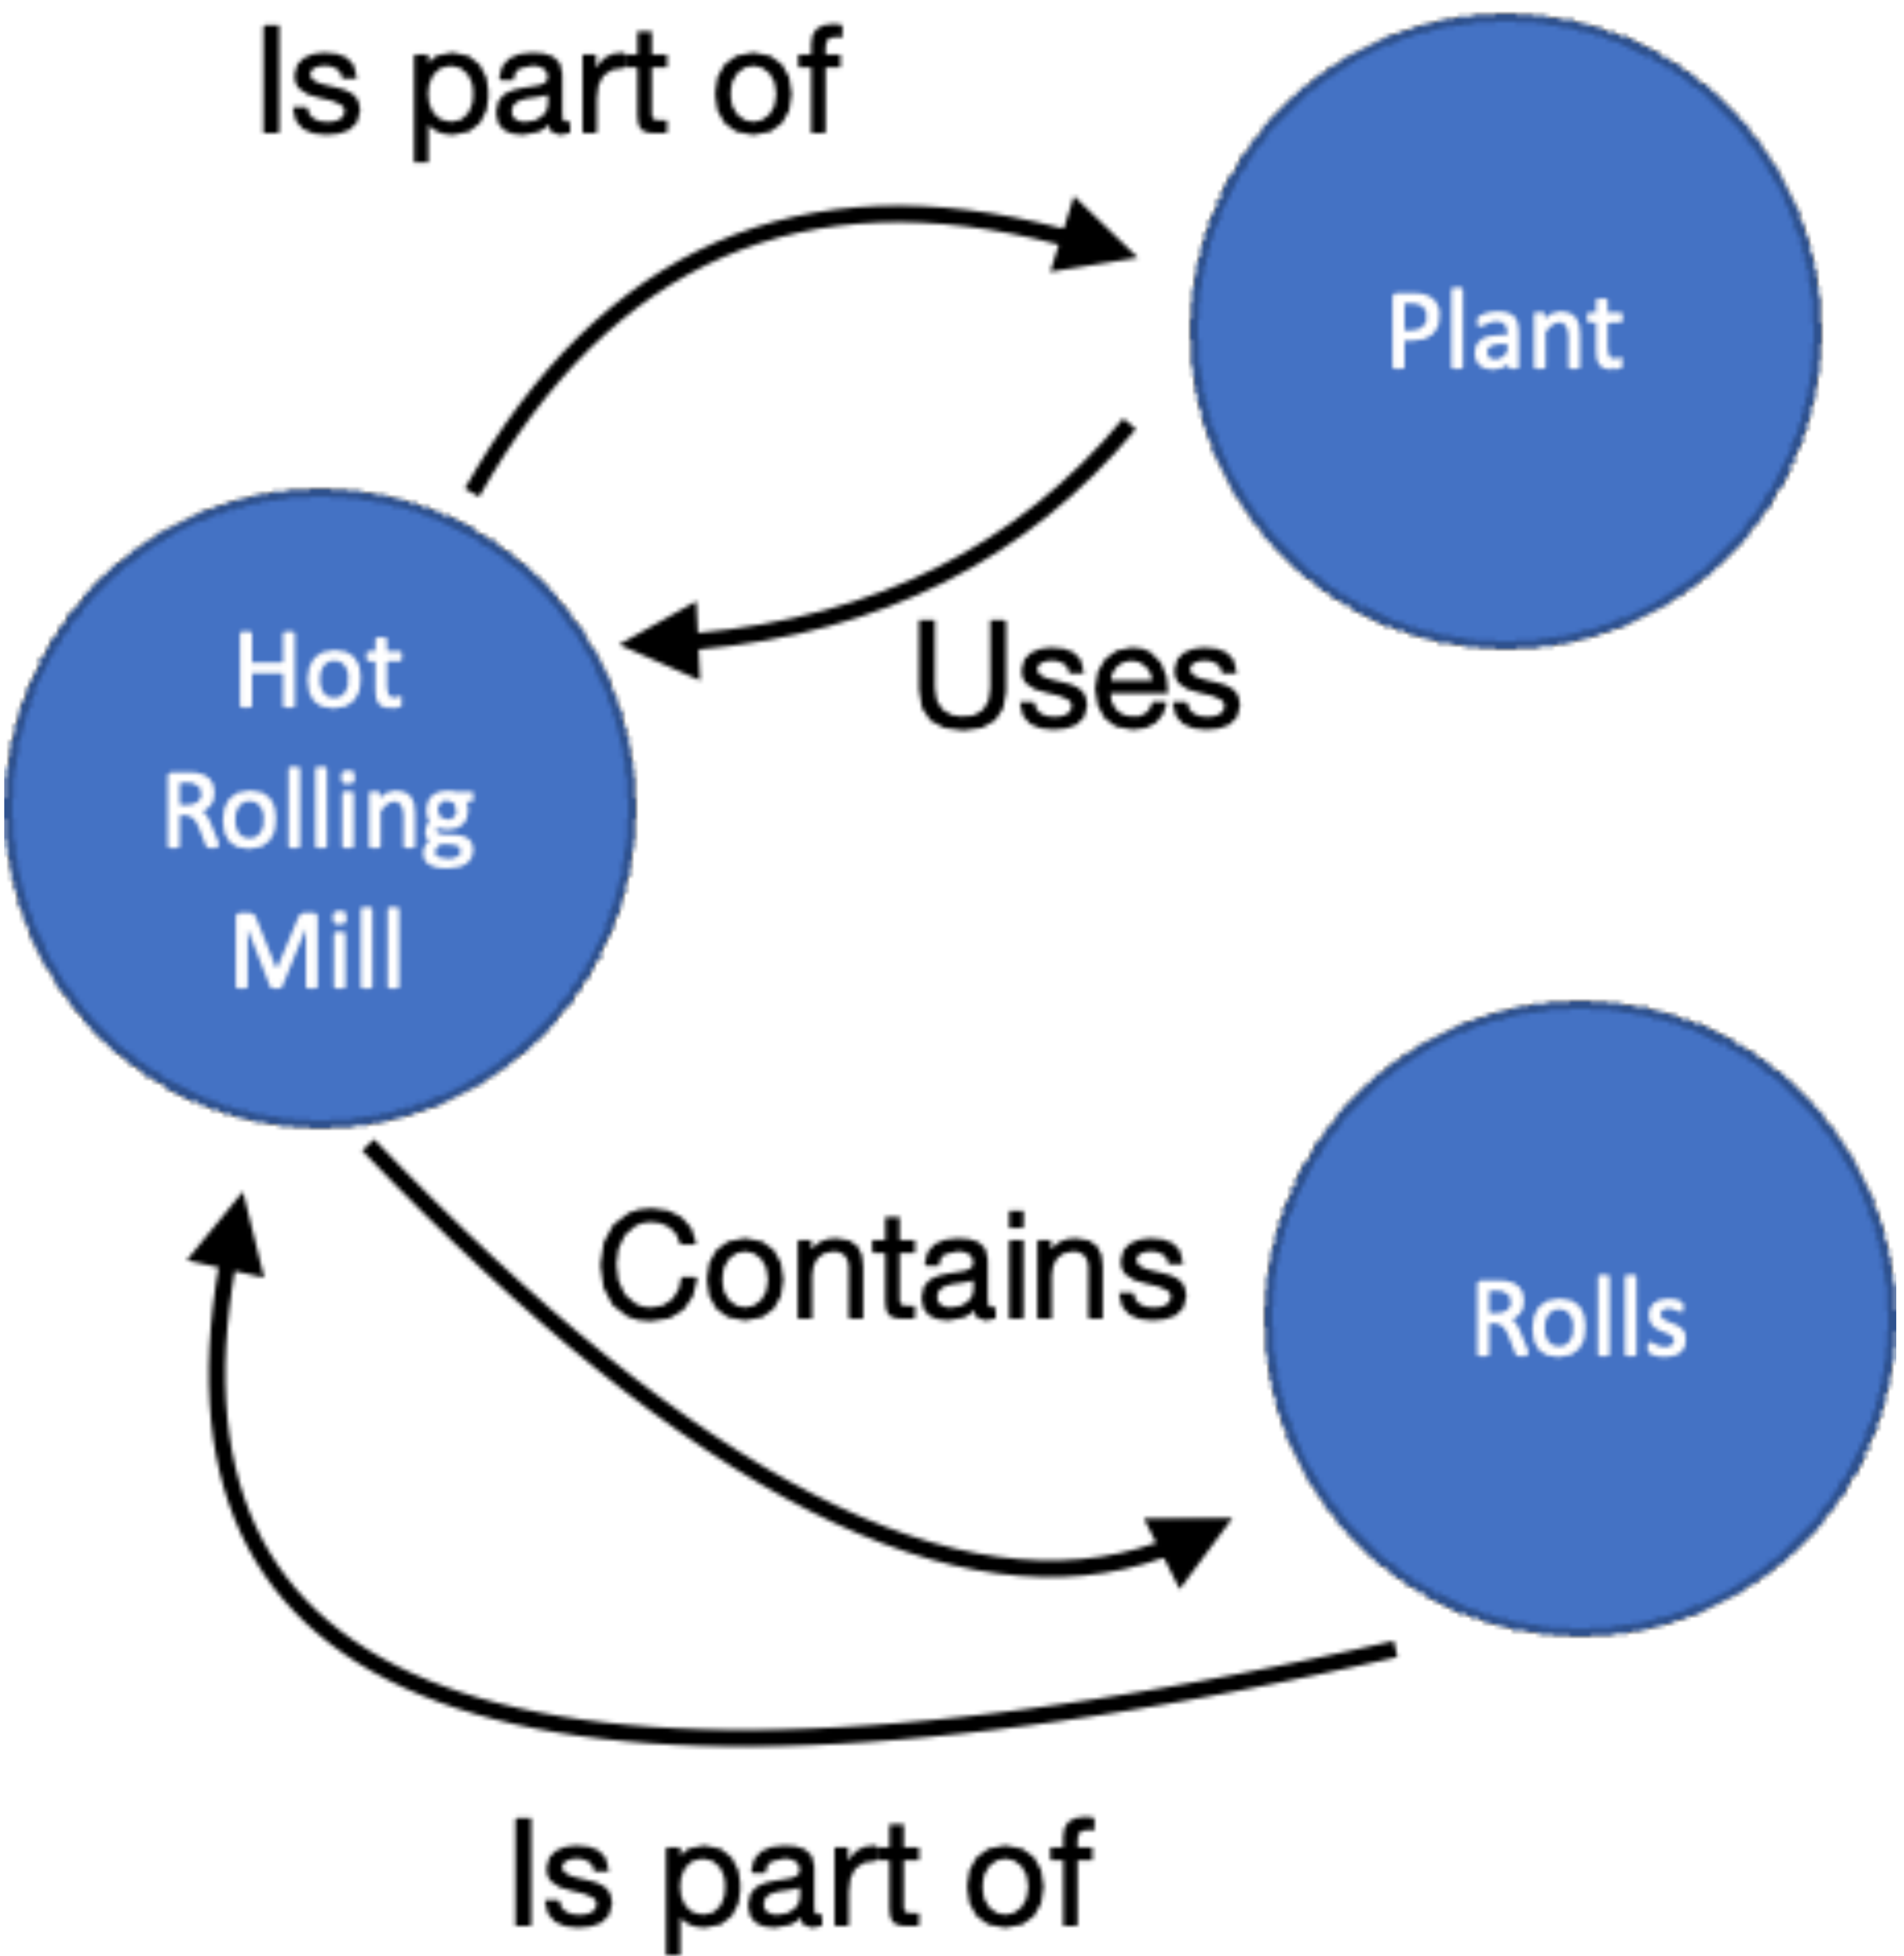 Is part of
Plant
Uses
Hot
Rolling
Mill
Contains
Rolls
Is part of